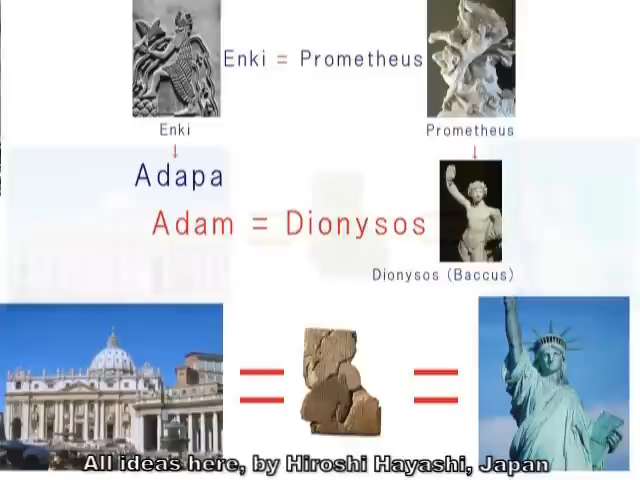 Enki = Prometheus
Enki
Prometheus
↓
↓
Adapa
Adam = Dionysos
Dionysos (Baccus)
= =
All ideas here, by Hiroshi Hayashi, Japan